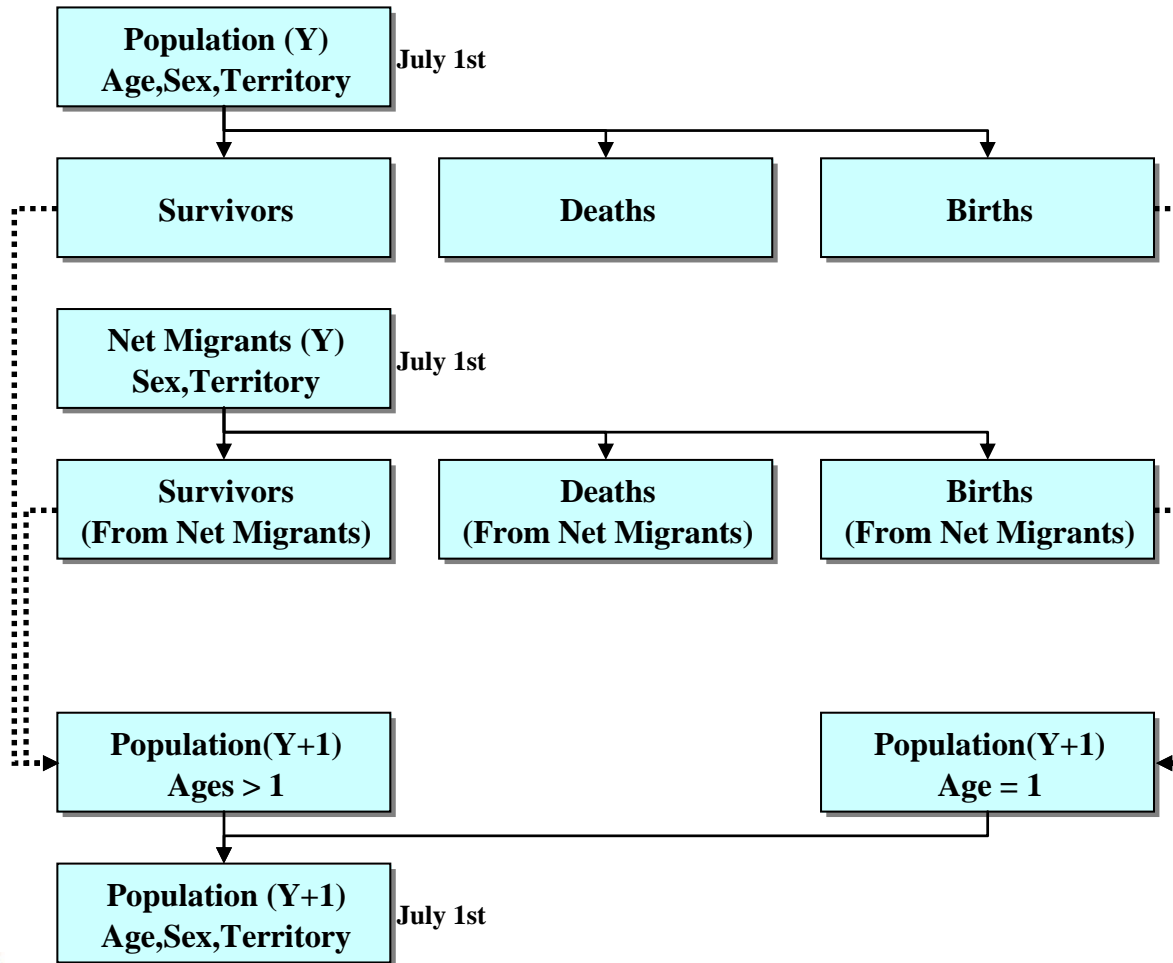 Population (Y)
Age,Sex,Territory
July 1st
Survivors
Deaths
Births
Net Migrants (Y)
Sex,Territory
July 1st
Survivors
(From Net Migrants)
Deaths
(From Net Migrants)
Births
(From Net Migrants)
Population(Y+1)
Ages > 1
Population(Y+1)
Age = 1
Population (Y+1)
Age,Sex,Territory
July 1st